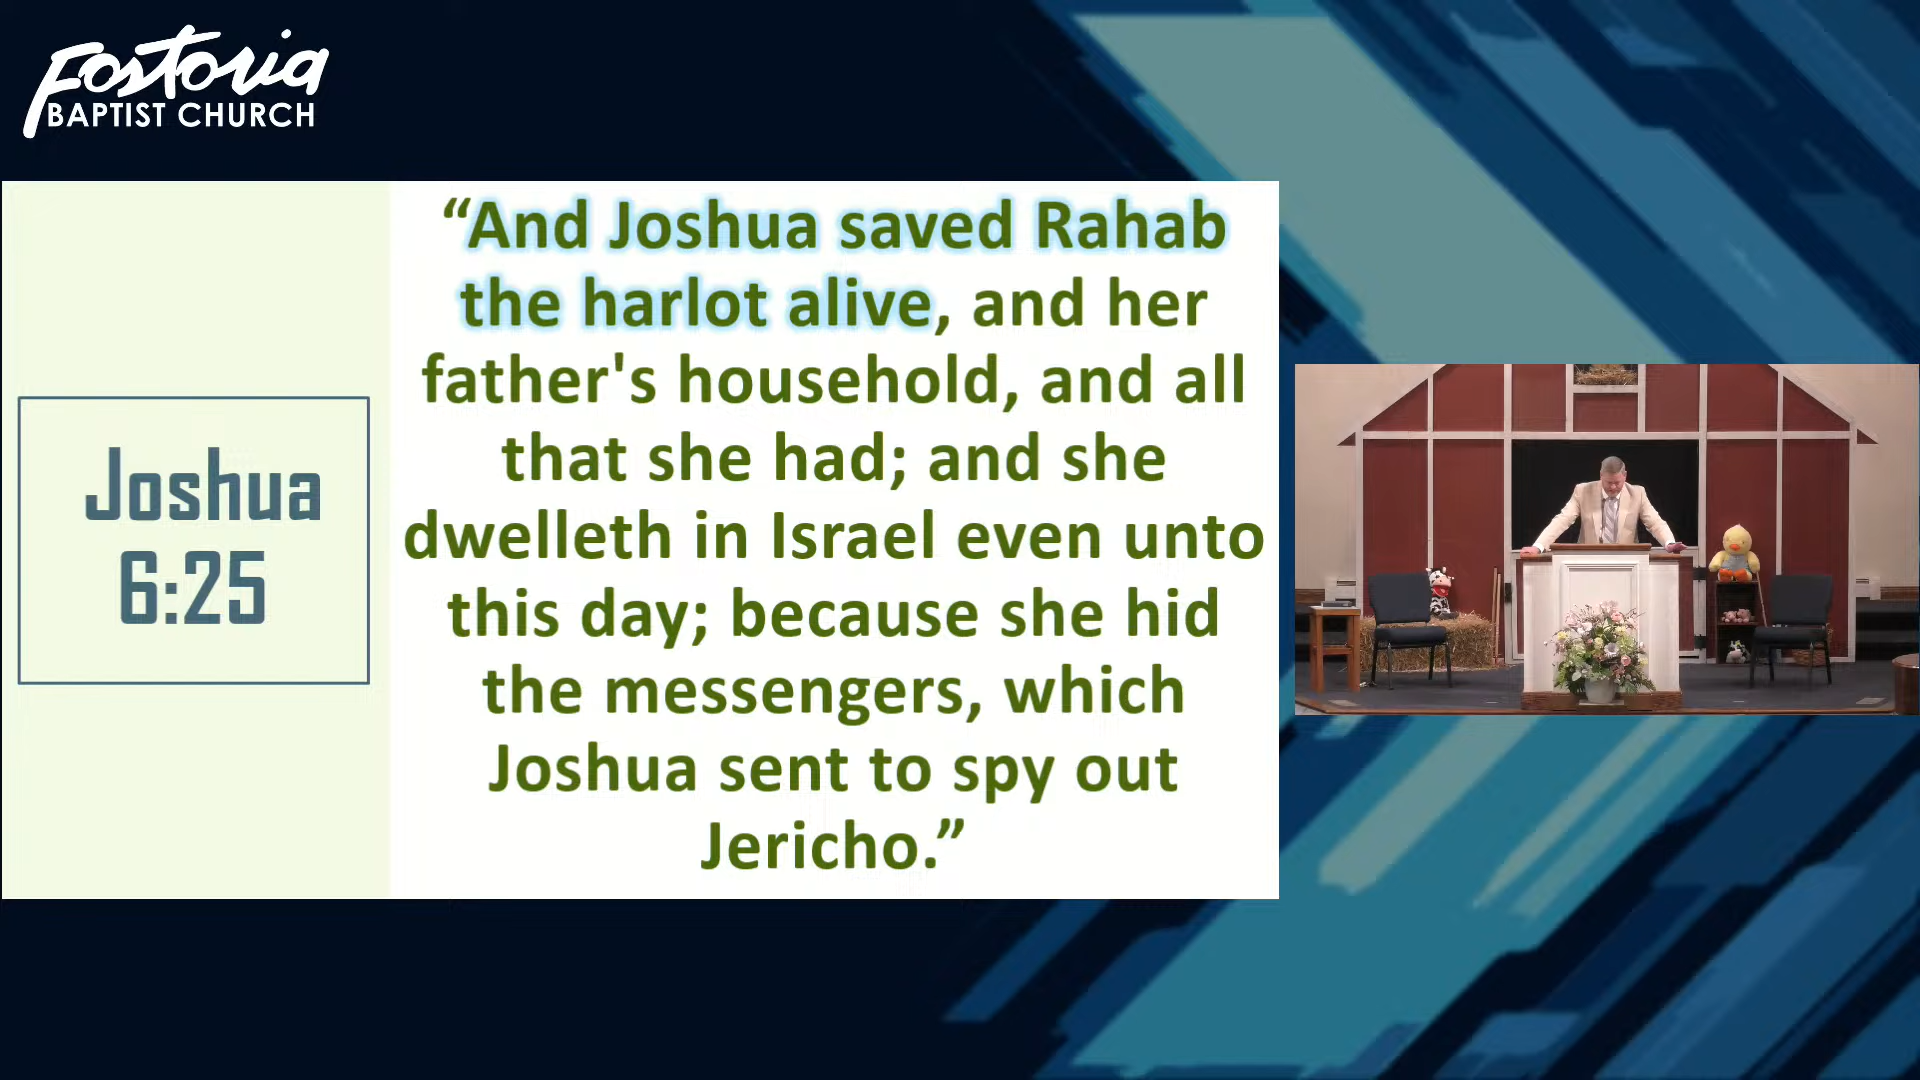 Fostoria
BAPTIST CHURCH
“And Joshua saved Rahab
the harlot alive, and her
father's household, and all
that she had; and she
dwelleth in Israel even unto
this day; because she hid
the messengers, which
Joshua sent to spy out
Jericho.”
Joshua
6:25